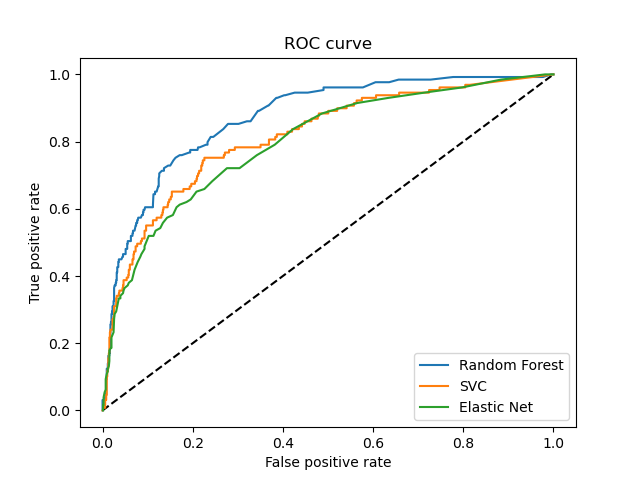 ROC curve
1.0
0.8
0.6
0.4
0.2
0.0
True positive rate
0.0 0.2 0.4 0.6 0.8 1.0
False positive rate
Random Forest
SVC
Elastic Net